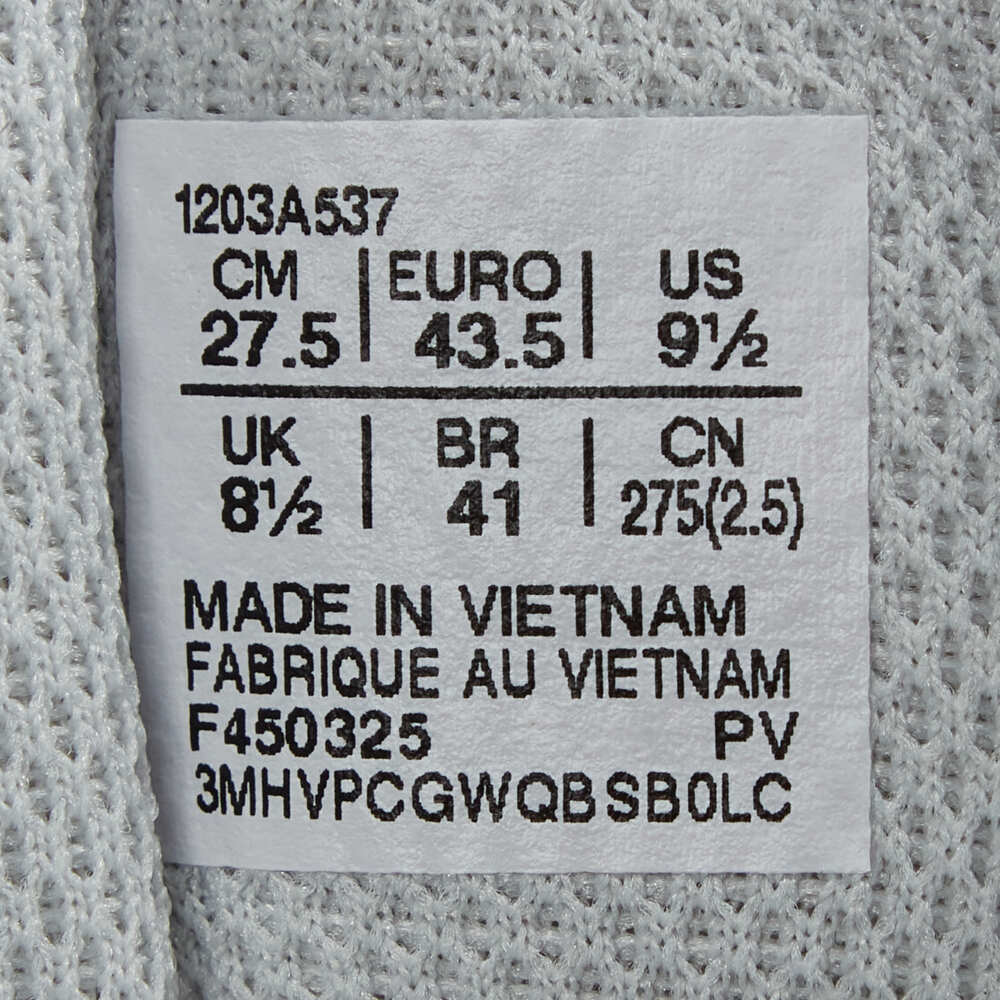 1203A537
CM | EURO | US
27.5 | 43.5 | 9½
UK | BR | CN
8½ | 41 | 275(2.5)
MADE IN VIETNAM
FABRIQUE AU VIETNAM
F450325 PV
3MHVPCGWQBSB0LC